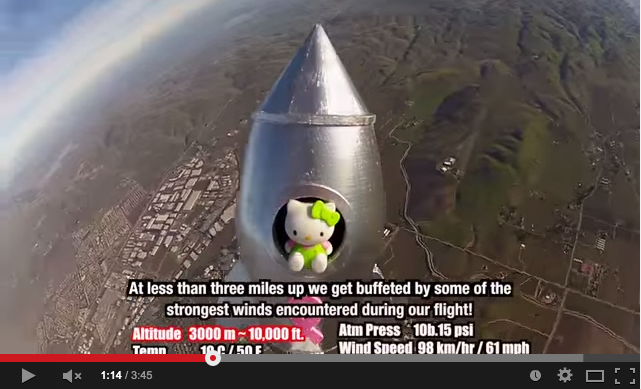 At less than three miles up we get buffeted by some of the
strongest winds encountered during our flight!
Altitude 3000 m ~ 10,000 ft. Atm Press 10b.15 psi
Temp 10 C / 50 F Wind Speed 98 km/hr / 61 mph
1:14 / 3:45